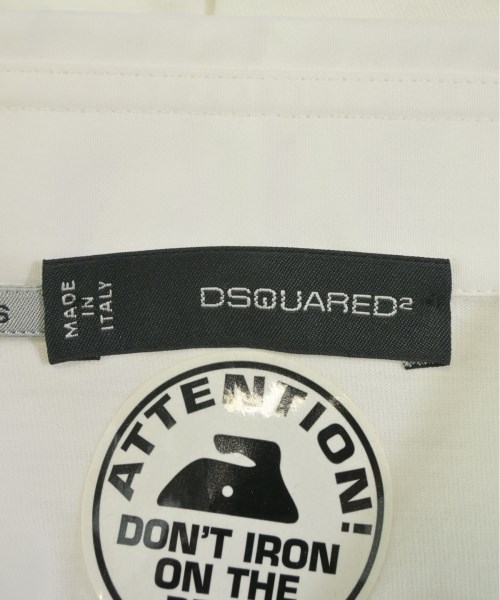 MADE
IN
ITALY
DSQUARED²
S
ATTENTION!
DON'T IRON
ON THE